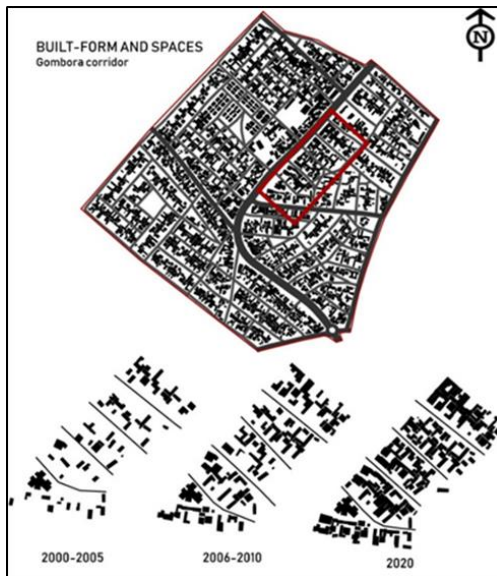 BUILT-FORM AND SPACES
Gombora corridor
N
2000-2005
2006-2010
2020